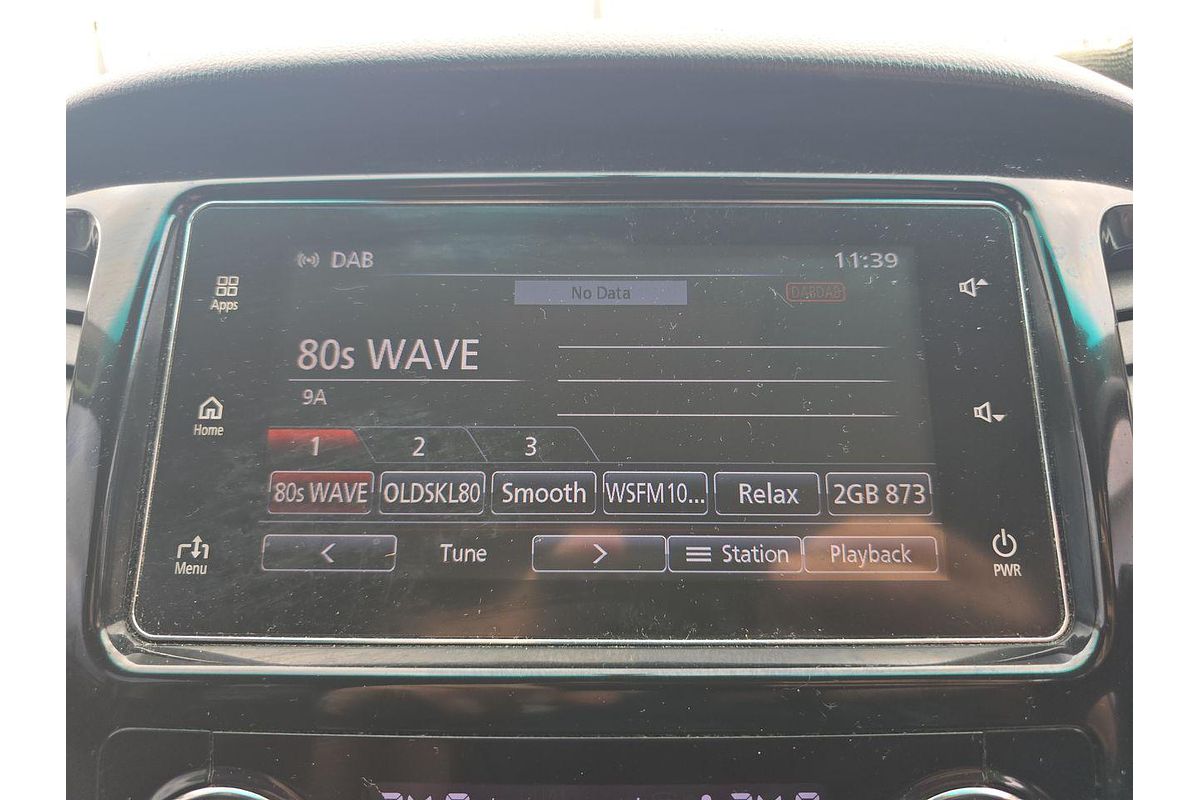 DAB 11:39
No Data DABDAB
Apps
80s WAVE
9A
Home
1 2 3
80s WAVE OLDSKL80 Smooth WSFM10... Relax 2GB 873
< Tune > Station Playback
Menu PWR